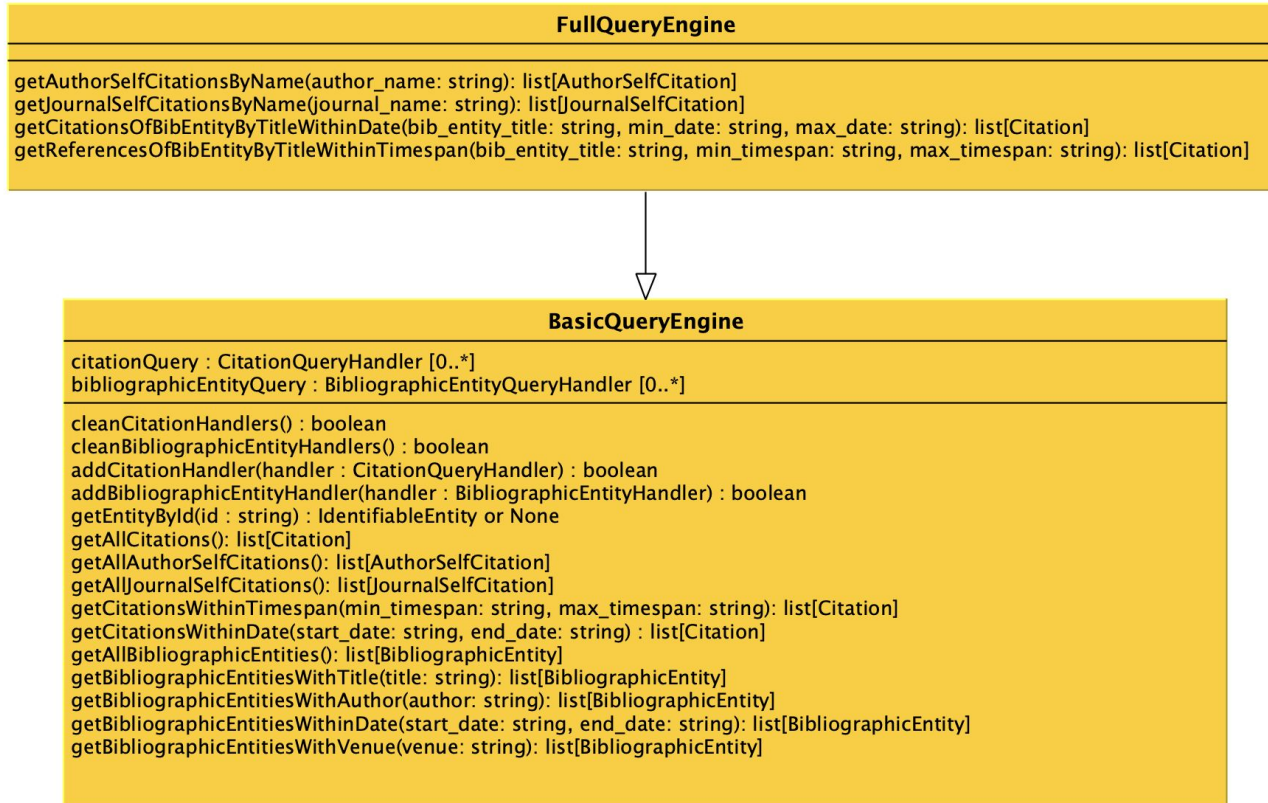 FullQueryEngine
getAuthorSelfCitationsByName(author_name: string): list[AuthorSelfCitation]
getJournalSelfCitationsByName(journal_name: string): list[JournalSelfCitation]
getCitationsOfBibEntityByTitleWithinDate(bib_entity_title: string, min_date: string, max_date: string): list[Citation]
getReferencesOfBibEntityByTitleWithinTimespan(bib_entity_title: string, min_timespan: string, max_timespan: string): list[Citation]
BasicQueryEngine
citationQuery : CitationQueryHandler [0..*]
bibliographicEntityQuery : BibliographicEntityQueryHandler [0..*]
cleanCitationHandlers() : boolean
cleanBibliographicEntityHandlers() : boolean
addCitationHandler(handler : CitationQueryHandler) : boolean
addBibliographicEntityHandler(handler : BibliographicEntityHandler) : boolean
getEntityById(id : string) : IdentifiableEntity or None
getAllCitations(): list[Citation]
getAllAuthorSelfCitations(): list[AuthorSelfCitation]
getAllJournalSelfCitations(): list[JournalSelfCitation]
getCitationsWithinTimespan(min_timespan: string, max_timespan: string): list[Citation]
getCitationsWithinDate(start_date: string, end_date: string) : list[Citation]
getAllBibliographicEntities(): list[BibliographicEntity]
getBibliographicEntitiesWithTitle(title: string): list[BibliographicEntity]
getBibliographicEntitiesWithAuthor(author: string): list[BibliographicEntity]
getBibliographicEntitiesWithinDate(start_date: string, end_date: string): list[BibliographicEntity]
getBibliographicEntitiesWithVenue(venue: string): list[BibliographicEntity]